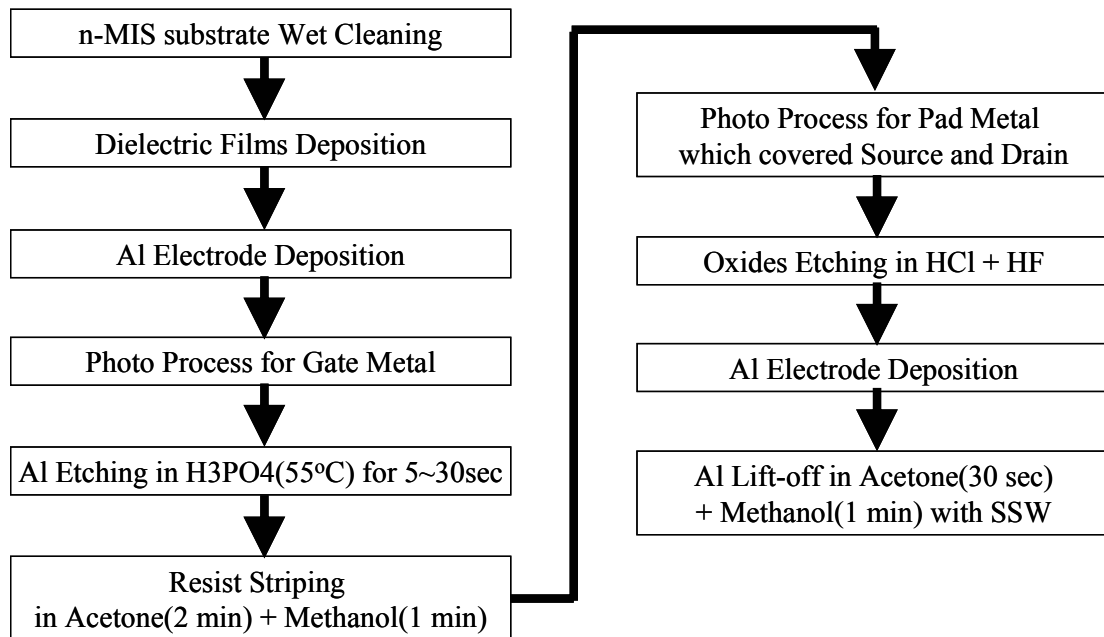 n-MIS substrate Wet Cleaning
Dielectric Films Deposition
Al Electrode Deposition
Photo Process for Gate Metal
Al Etching in H3PO4(55°C) for 5~30sec
Resist Striping
in Acetone(2 min) + Methanol(1 min)
Photo Process for Pad Metal
which covered Source and Drain
Oxides Etching in HCl + HF
Al Electrode Deposition
Al Lift-off in Acetone(30 sec)
+ Methanol(1 min) with SSW